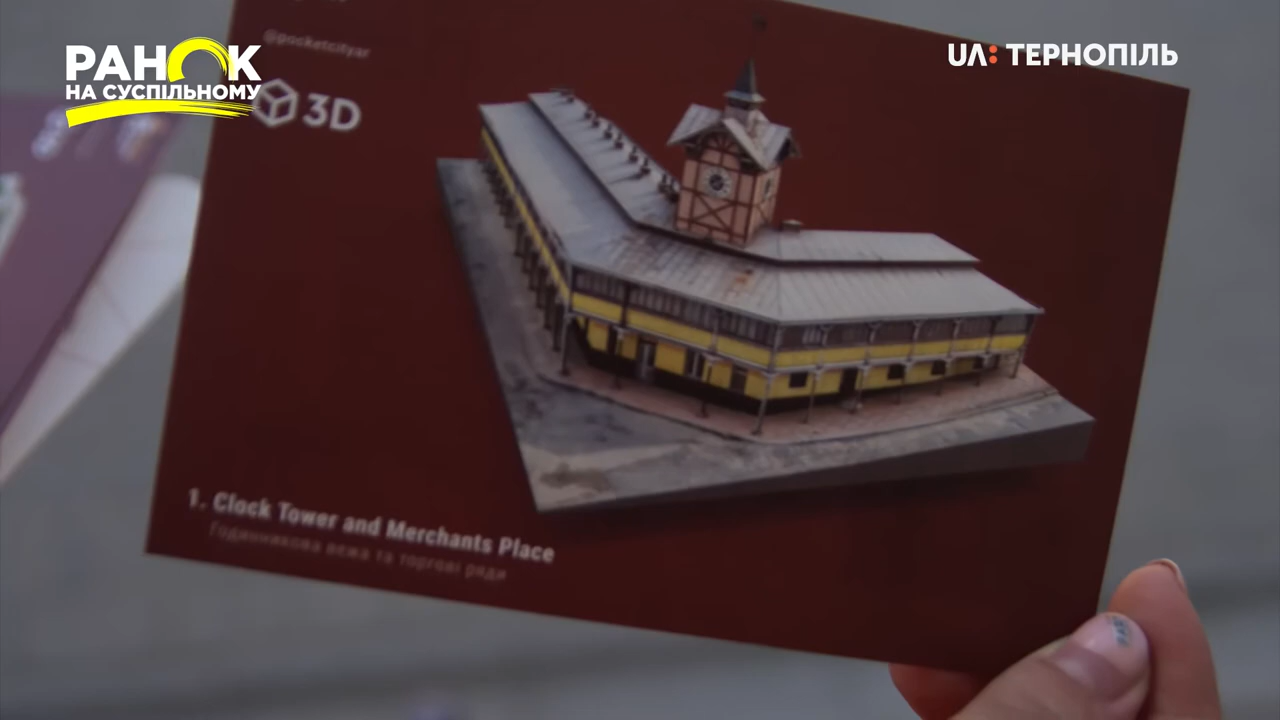 РАНОК
НА СУСПІЛЬНОМУ
UA: ТЕРНОПІЛЬ
@pocketcityar
3D
1. Clock Tower and Merchants Place
Годинникова вежа та торгові ряди